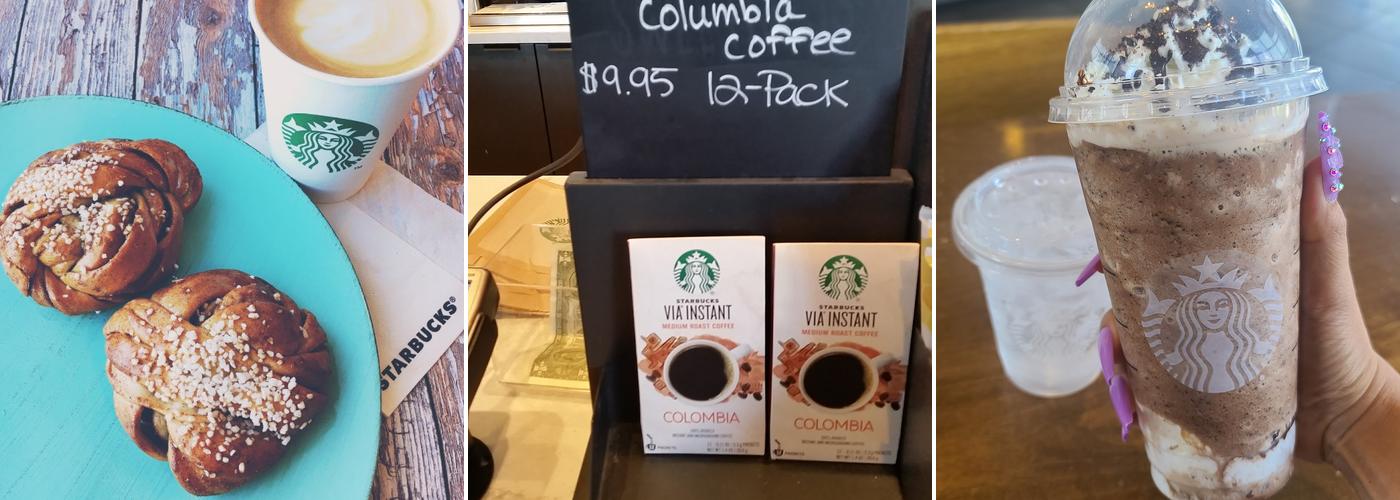 STARBUCKS®
Columbia
Coffee
$9.95 12-Pack
STARBUCKS
VIA INSTANT
MEDIUM ROAST COFFEE
COLOMBIA
STARBUCKS
VIA INSTANT
MEDIUM ROAST COFFEE
COLOMBIA